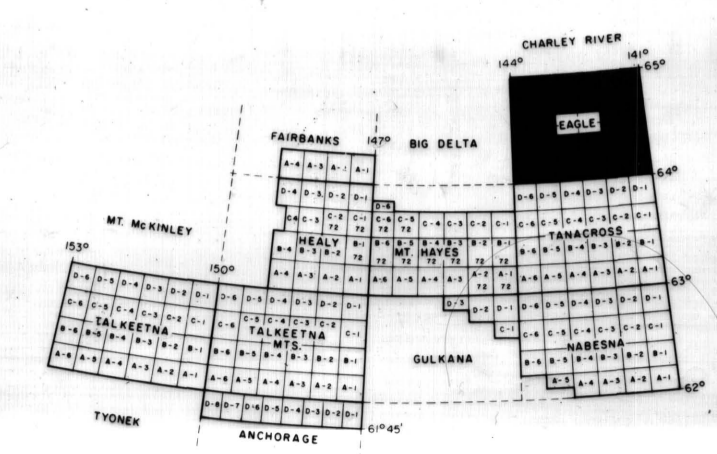 CHARLEY RIVER
144° 141°
65°
EAGLE
FAIRBANKS 147° BIG DELTA
64°
A-4 A-3 A-1
D-4 D-3 D-2 D-1 D-6
D-6 D-5 D-4 D-3 D-2 D-1
C4 C-3 C-2 C-1 C-6 C-5 C-4 C-3 C-2 C-1
72 72 72 72
C-6 C-5 C-4 C-3 C-2 C-1
MT. McKINLEY
HEALY MT. HAYES TANACROSS
B-4 B-3 B-2 B-1 B-6 B-5 B-4 B-3 B-2 B-1
72 72 72 72 72 72 72
B-6 B-5 B-4 B-3 B-2 B-1
A-4 A-3 A-2 A-1 A-6 A-5 A-4 A-3 A-2 A-1
72 72
A-6 A-5 A-4 A-3 A-2 A-1
153° 150° 63°
D-6 D-5 D-4 D-3 D-2 D-1
C-6 C-5 C-4 C-3 C-2 C-1
TALKEETNA
B-6 B-5 B-4 B-3 B-2 B-1
A-6 A-5 A-4 A-3 A-2 A-1
D-6 D-5 D-4 D-3 D-2 D-1
C-6 C-5 C-4 C-3 C-2 C-1
TALKEETNA
MTS.
B-6 B-5 B-4 B-3 B-2 B-1
A-6 A-5 A-4 A-3 A-2 A-1
D-8 D-7 D-6 D-5 D-4 D-3 D-2 D-1
D-3 D-2 D-1
C-1
GULKANA
D-6 D-5 D-4 D-3 D-2 D-1
C-6 C-5 C-4 C-3 C-2 C-1
NABESNA
B-6 B-5 B-4 B-3 B-2 B-1
A-5 A-4 A-3 A-2 A-1
62°
TYONEK
ANCHORAGE
61°45'